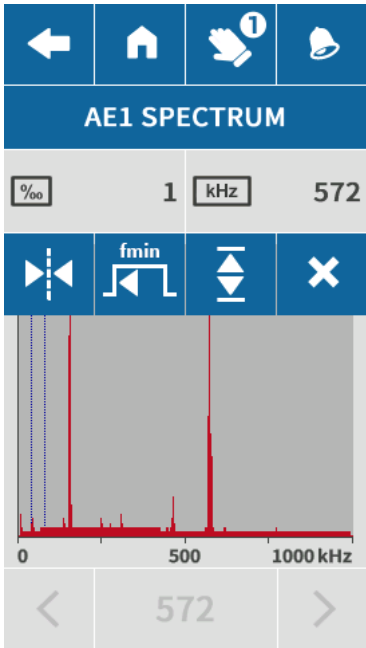 1
AE1 SPECTRUM
‰ 1 kHz 572
fmin
0 500 1000 kHz
572